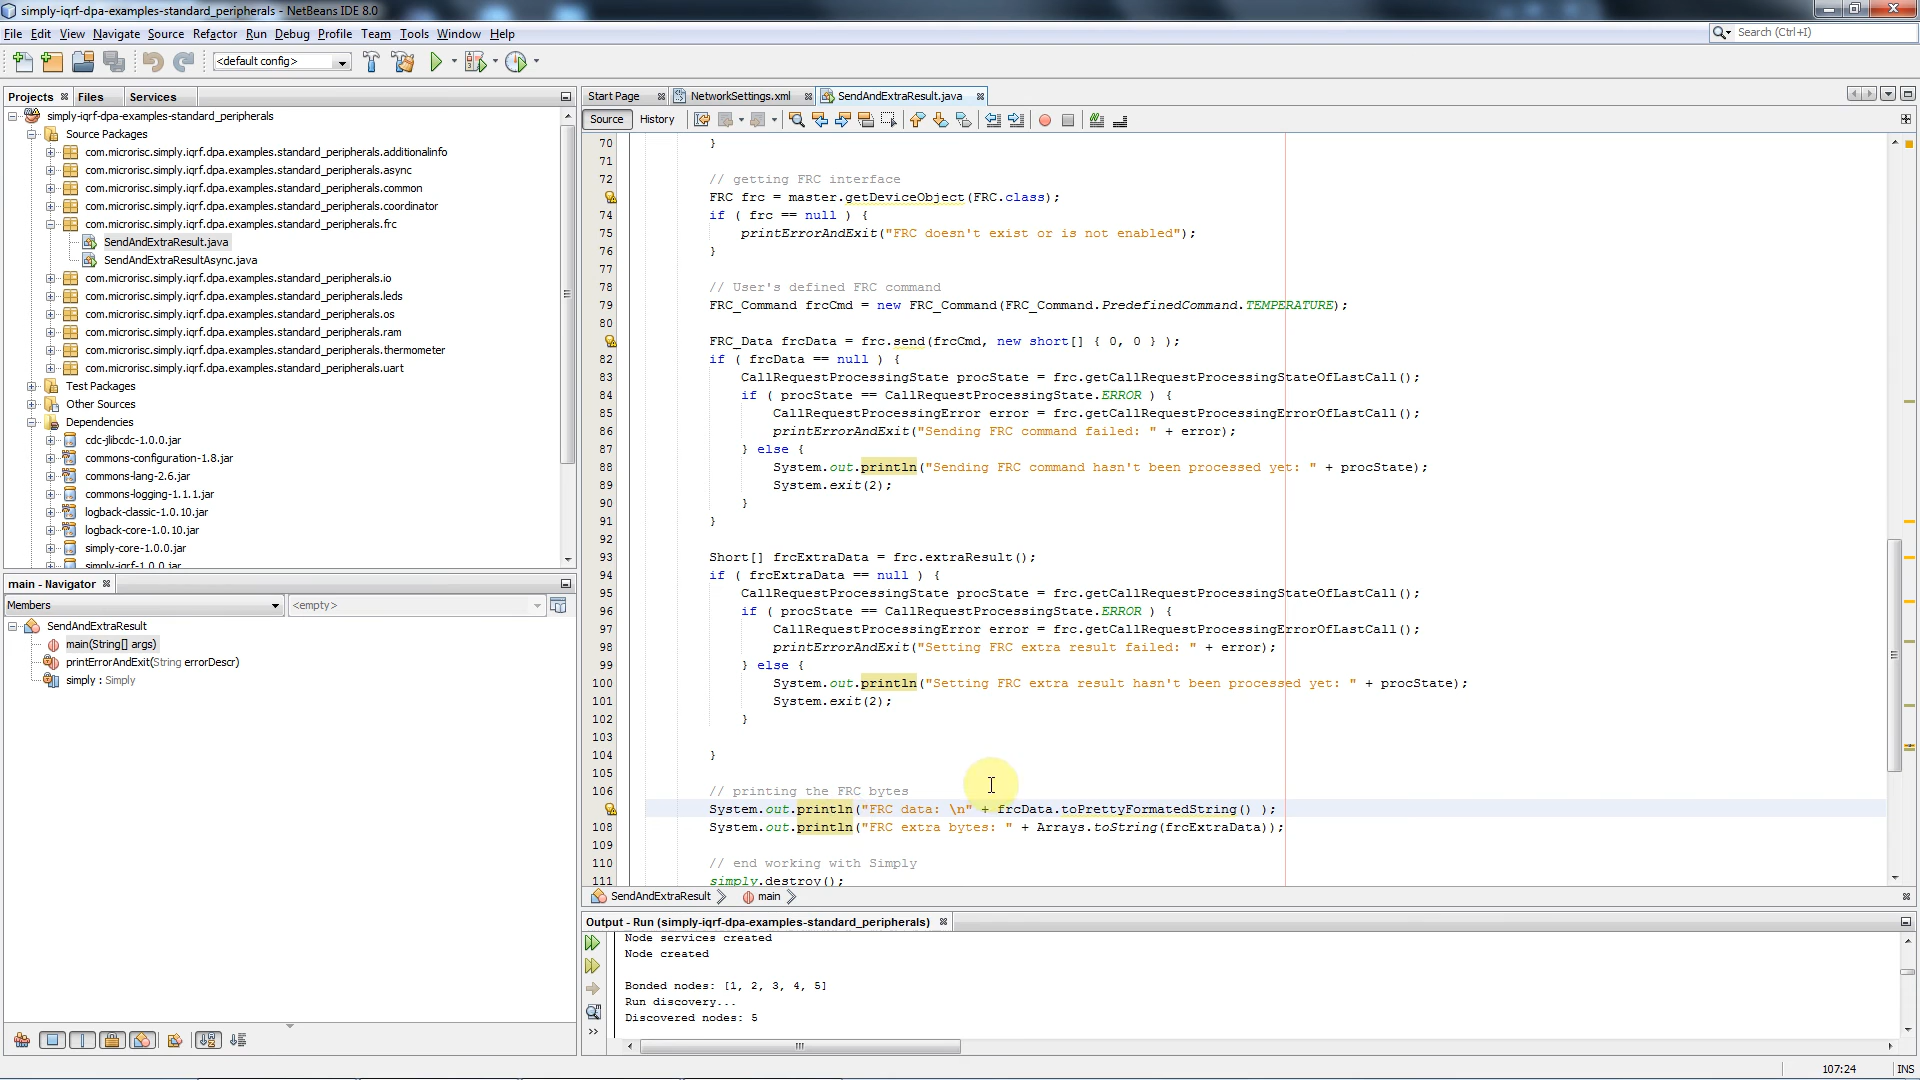 simply-iqrf-dpa-examples-standard_peripherals - NetBeans IDE 8.0
File Edit View Navigate Source Refactor Run Debug Profile Team Tools Window Help
Search (Ctrl+I)
<default config>
Projects Files Services
simply-iqrf-dpa-examples-standard_peripherals
Source Packages
com.microrisc.simply.iqrf.dpa.examples.standard_peripherals.additionalinfo
com.microrisc.simply.iqrf.dpa.examples.standard_peripherals.async
com.microrisc.simply.iqrf.dpa.examples.standard_peripherals.common
com.microrisc.simply.iqrf.dpa.examples.standard_peripherals.coordinator
com.microrisc.simply.iqrf.dpa.examples.standard_peripherals.frc
SendAndExtraResult.java
SendAndExtraResultAsync.java
com.microrisc.simply.iqrf.dpa.examples.standard_peripherals.io
com.microrisc.simply.iqrf.dpa.examples.standard_peripherals.leds
com.microrisc.simply.iqrf.dpa.examples.standard_peripherals.os
com.microrisc.simply.iqrf.dpa.examples.standard_peripherals.ram
com.microrisc.simply.iqrf.dpa.examples.standard_peripherals.thermometer
com.microrisc.simply.iqrf.dpa.examples.standard_peripherals.uart
Test Packages
Other Sources
Dependencies
cdc-jlibcdc-1.0.0.jar
commons-configuration-1.8.jar
commons-lang-2.6.jar
commons-logging-1.1.1.jar
logback-classic-1.0.10.jar
logback-core-1.0.10.jar
simply-core-1.0.0.jar
simply-iqrf-1.0.0.jar
main - Navigator
Members <empty>
SendAndExtraResult
main(String[] args)
printErrorAndExit(String errorDescr)
simply : Simply
Start Page NetworkSettings.xml SendAndExtraResult.java
Source History
70 }
71
72 // getting FRC interface
FRC frc = master.getDeviceObject(FRC.class);
74 if ( frc == null ) {
75 printErrorAndExit("FRC doesn't exist or is not enabled");
76 }
77
78 // User's defined FRC command
79 FRC_Command frcCmd = new FRC_Command(FRC_Command.PredefinedCommand.TEMPERATURE);
80
FRC_Data frcData = frc.send(frcCmd, new short[] { 0, 0 } );
82 if ( frcData == null ) {
83 CallRequestProcessingState procState = frc.getCallRequestProcessingStateOfLastCall();
84 if ( procState == CallRequestProcessingState.ERROR ) {
85 CallRequestProcessingError error = frc.getCallRequestProcessingErrorOfLastCall();
86 printErrorAndExit("Sending FRC command failed: " + error);
87 } else {
88 System.out.println("Sending FRC command hasn't been processed yet: " + procState);
89 System.exit(2);
90 }
91 }
92
93 Short[] frcExtraData = frc.extraResult();
94 if ( frcExtraData == null ) {
95 CallRequestProcessingState procState = frc.getCallRequestProcessingStateOfLastCall();
96 if ( procState == CallRequestProcessingState.ERROR ) {
97 CallRequestProcessingError error = frc.getCallRequestProcessingErrorOfLastCall();
98 printErrorAndExit("Setting FRC extra result failed: " + error);
99 } else {
100 System.out.println("Setting FRC extra result hasn't been processed yet: " + procState);
101 System.exit(2);
102 }
103
104 }
105
106 // printing the FRC bytes
System.out.println("FRC data: \n" + frcData.toPrettyFormatedString() );
108 System.out.println("FRC extra bytes: " + Arrays.toString(frcExtraData));
109
110 // end working with Simply
111 simply.destroy();
SendAndExtraResult main
Output - Run (simply-iqrf-dpa-examples-standard_peripherals)
Node services created
Node created
Bonded nodes: [1, 2, 3, 4, 5]
Run discovery...
Discovered nodes: 5
107:24 INS